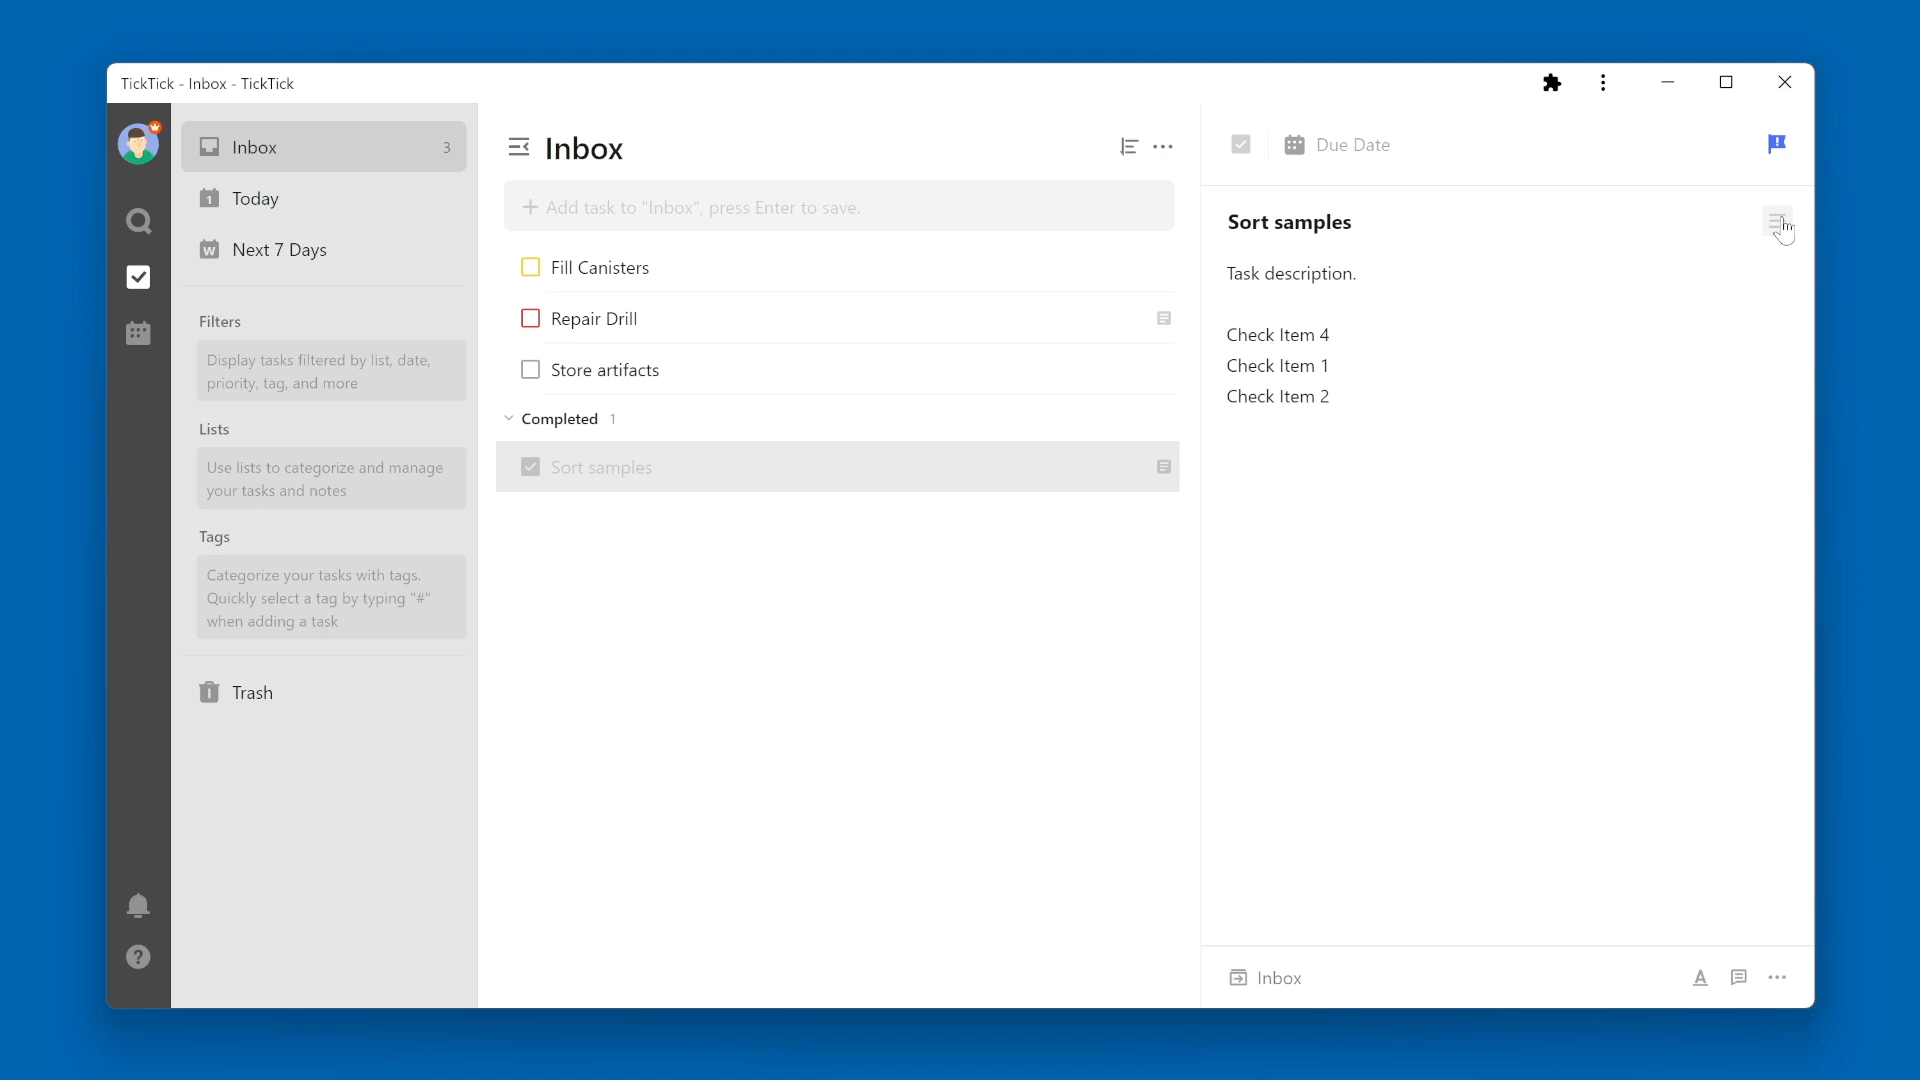 TickTick - Inbox - TickTick
Inbox 3
Today
Next 7 Days
Filters
Display tasks filtered by list, date,
priority, tag, and more
Lists
Use lists to categorize and manage
your tasks and notes
Tags
Categorize your tasks with tags.
Quickly select a tag by typing "#"
when adding a task
Trash
Inbox
Add task to "Inbox", press Enter to save.
Fill Canisters
Repair Drill
Store artifacts
Completed 1
Sort samples
Due Date
Sort samples
Task description.
Check Item 4
Check Item 1
Check Item 2
Inbox